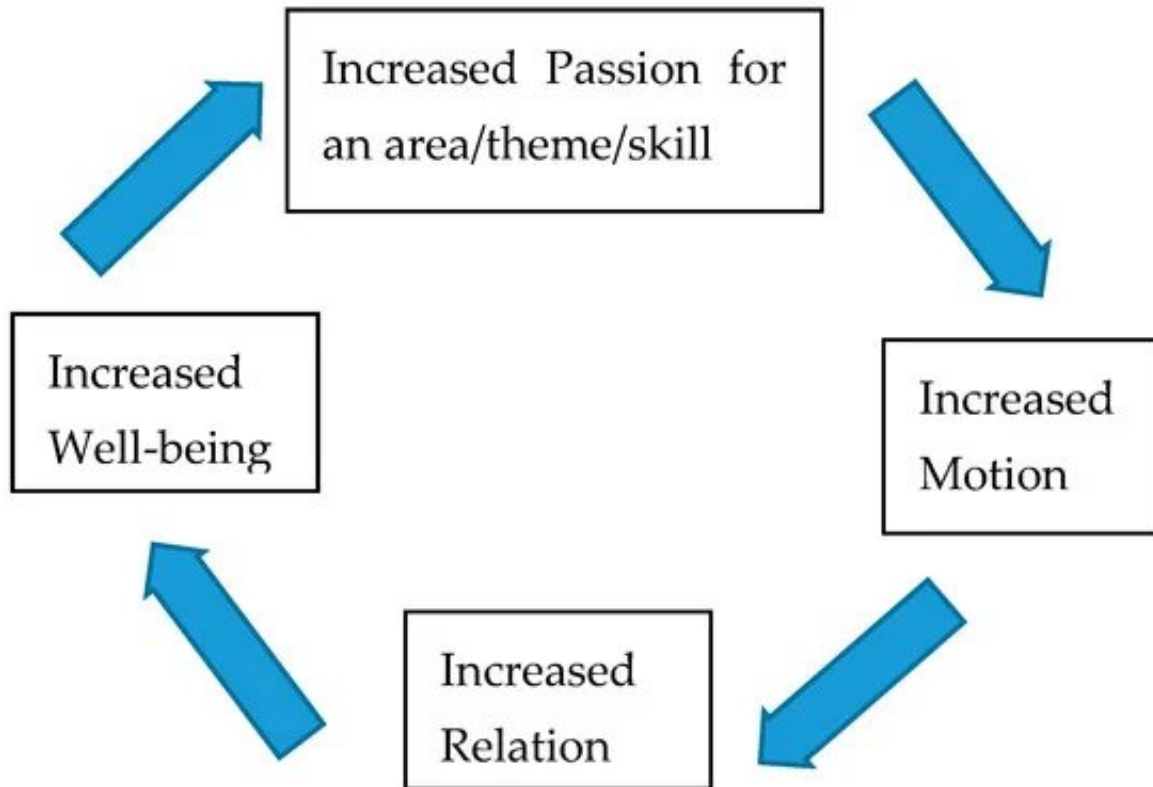 Increased Passion for
an area/theme/skill
Increased
Motion
Increased
Relation
Increased
Well-being